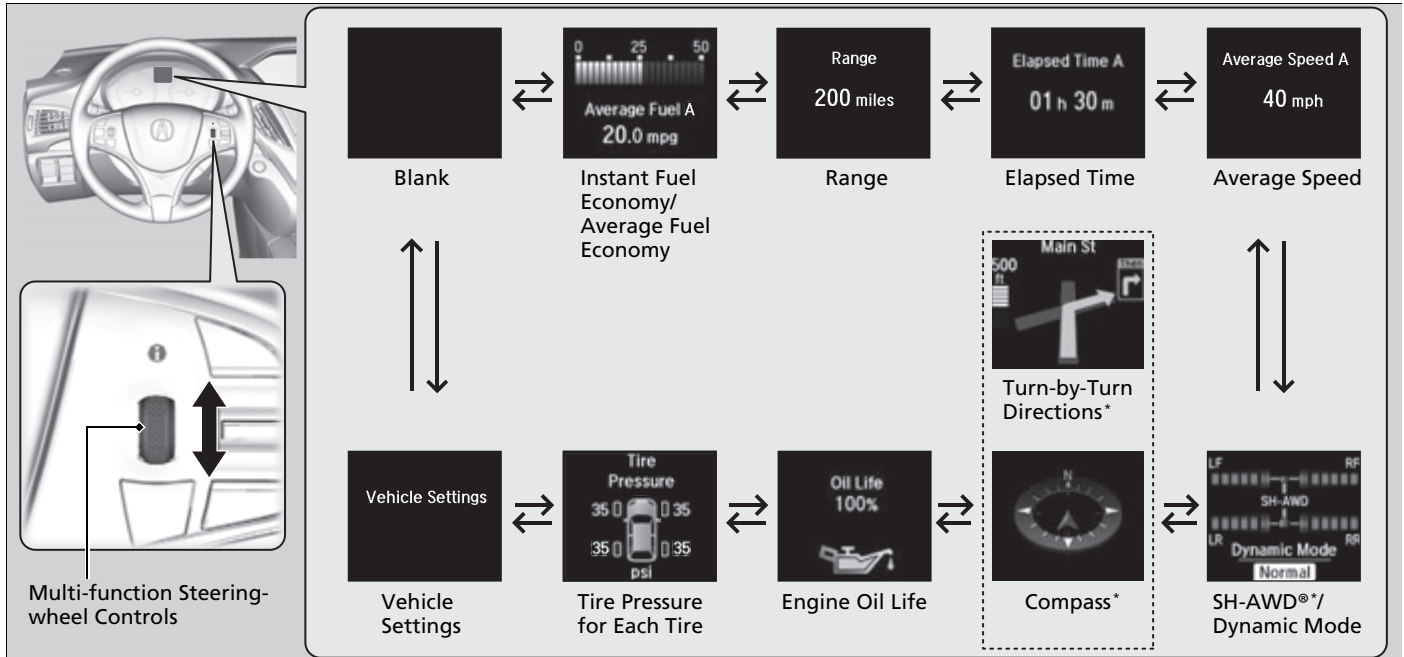 0 25 50
Average Fuel A
20.0 mpg
Range
200 miles
Elapsed Time A
01 h 30 m
Average Speed A
40 mph
Blank
Instant Fuel
Economy/
Average Fuel
Economy
Range
Elapsed Time
Average Speed
Main St
500
ft
Then
Turn-by-Turn
Directions*
Vehicle Settings
Tire
Pressure
35 35
35 35
psi
Oil Life
100%
N
LF RF
SH-AWD
LR RR
Dynamic Mode
Normal
Vehicle
Settings
Tire Pressure
for Each Tire
Engine Oil Life
Compass*
SH-AWD®*/
Dynamic Mode
i
Multi-function Steering-
wheel Controls